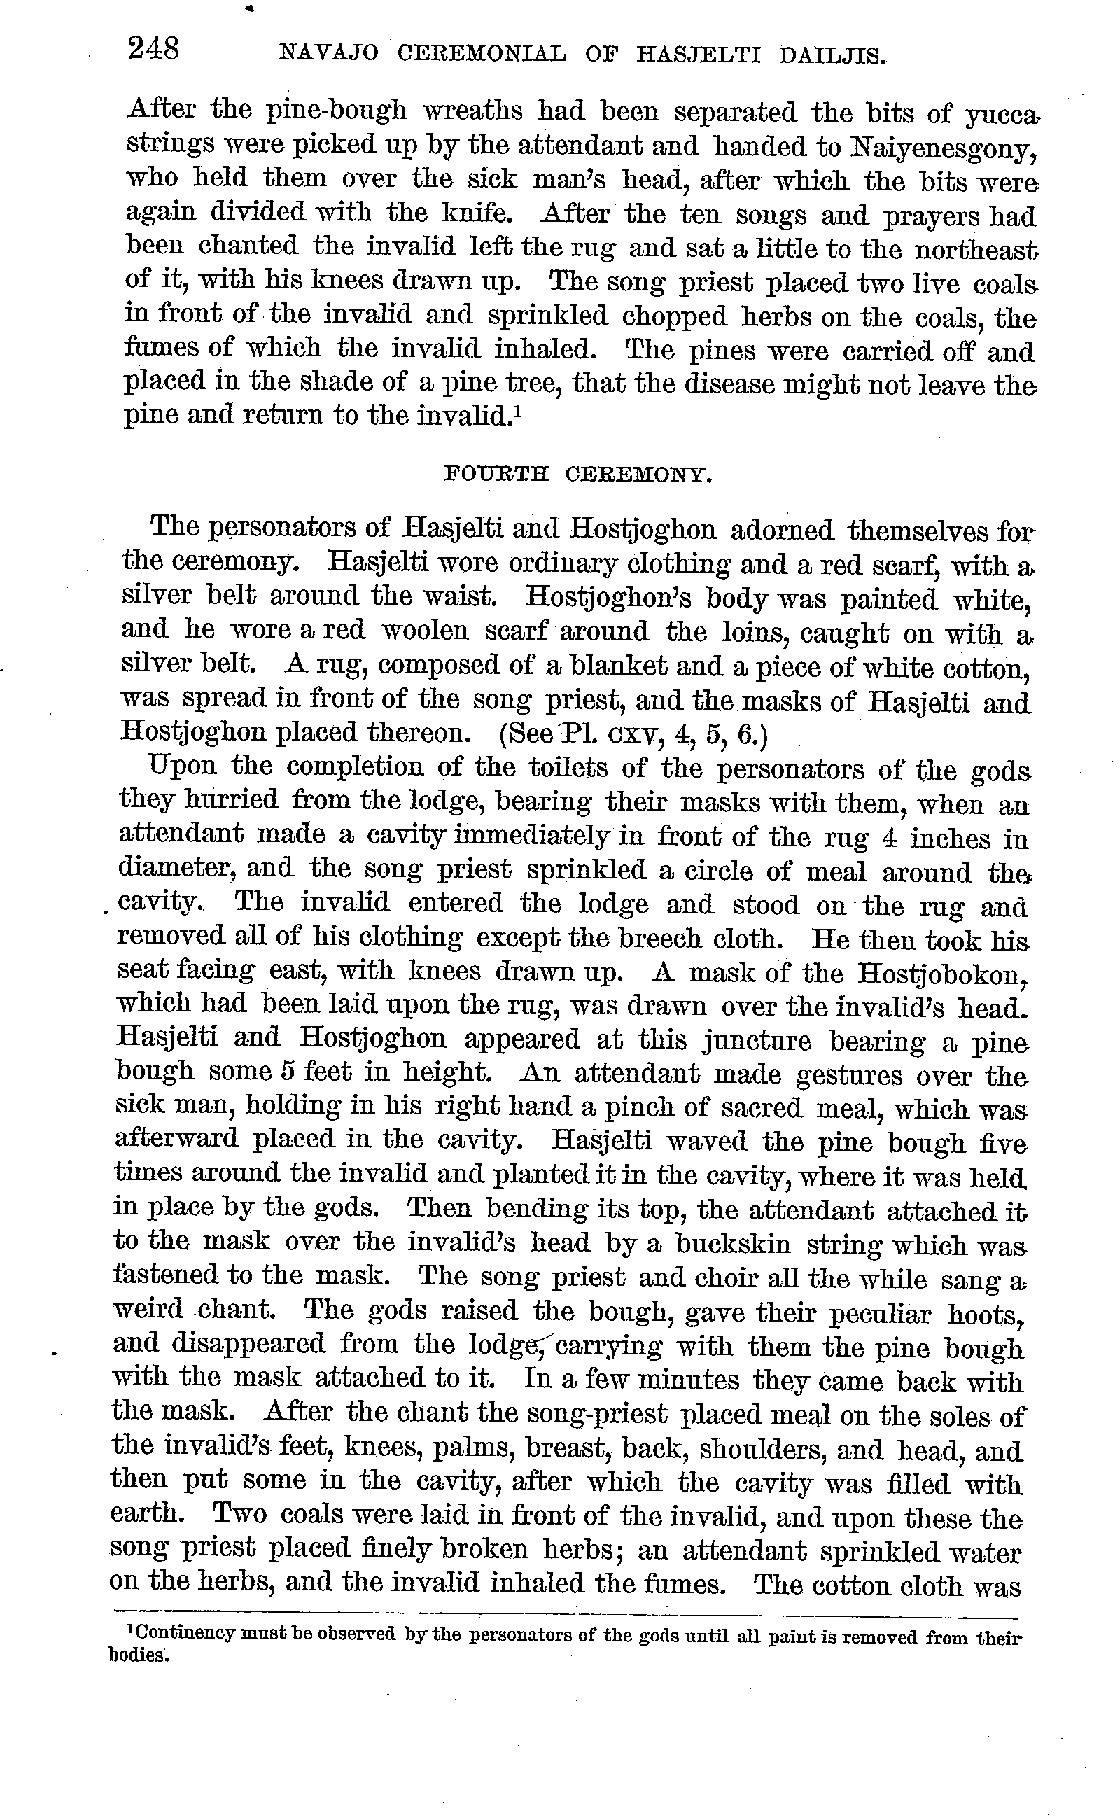 248 NAVAJO CEREMONIAL OF HASJELTI DAILJIS.
After the pine-bough wreaths had been separated the bits of yucca
strings were picked up by the attendant and handed to Naiyenesgony,
who held them over the sick man's head, after which the bits were
again divided with the knife. After the ten songs and prayers had
been chanted the invalid left the rug and sat a little to the northeast
of it, with his knees drawn up. The song priest placed two live coals
in front of the invalid and sprinkled chopped herbs on the coals, the
fumes of which the invalid inhaled. The pines were carried off and
placed in the shade of a pine tree, that the disease might not leave the
pine and return to the invalid.¹
FOURTH CEREMONY.
The personators of Hasjelti and Hostjoghon adorned themselves for
the ceremony. Hasjelti wore ordinary clothing and a red scarf, with a
silver belt around the waist. Hostjoghon's body was painted white,
and he wore a red woolen scarf around the loins, caught on with a
silver belt. A rug, composed of a blanket and a piece of white cotton,
was spread in front of the song priest, and the masks of Hasjelti and
Hostjoghon placed thereon. (See Pl. CXV, 4, 5, 6.)
Upon the completion of the toilets of the personators of the gods
they hurried from the lodge, bearing their masks with them, when an
attendant made a cavity immediately in front of the rug 4 inches in
diameter, and the song priest sprinkled a circle of meal around the
cavity. The invalid entered the lodge and stood on the rug and
removed all of his clothing except the breech cloth. He then took his
seat facing east, with knees drawn up. A mask of the Hostjobokon,
which had been laid upon the rug, was drawn over the invalid's head.
Hasjelti and Hostjoghon appeared at this juncture bearing a pine
bough some 5 feet in height. An attendant made gestures over the
sick man, holding in his right hand a pinch of sacred meal, which was
afterward placed in the cavity. Hasjelti waved the pine bough five
times around the invalid and planted it in the cavity, where it was held
in place by the gods. Then bending its top, the attendant attached it
to the mask over the invalid's head by a buckskin string which was
fastened to the mask. The song priest and choir all the while sang a
weird chant. The gods raised the bough, gave their peculiar hoots,
and disappeared from the lodge, carrying with them the pine bough
with the mask attached to it. In a few minutes they came back with
the mask. After the chant the song-priest placed meal on the soles of
the invalid's feet, knees, palms, breast, back, shoulders, and head, and
then put some in the cavity, after which the cavity was filled with
earth. Two coals were laid in front of the invalid, and upon these the
song priest placed finely broken herbs; an attendant sprinkled water
on the herbs, and the invalid inhaled the fumes. The cotton cloth was
¹Continency must be observed by the personators of the gods until all paint is removed from their
bodies.